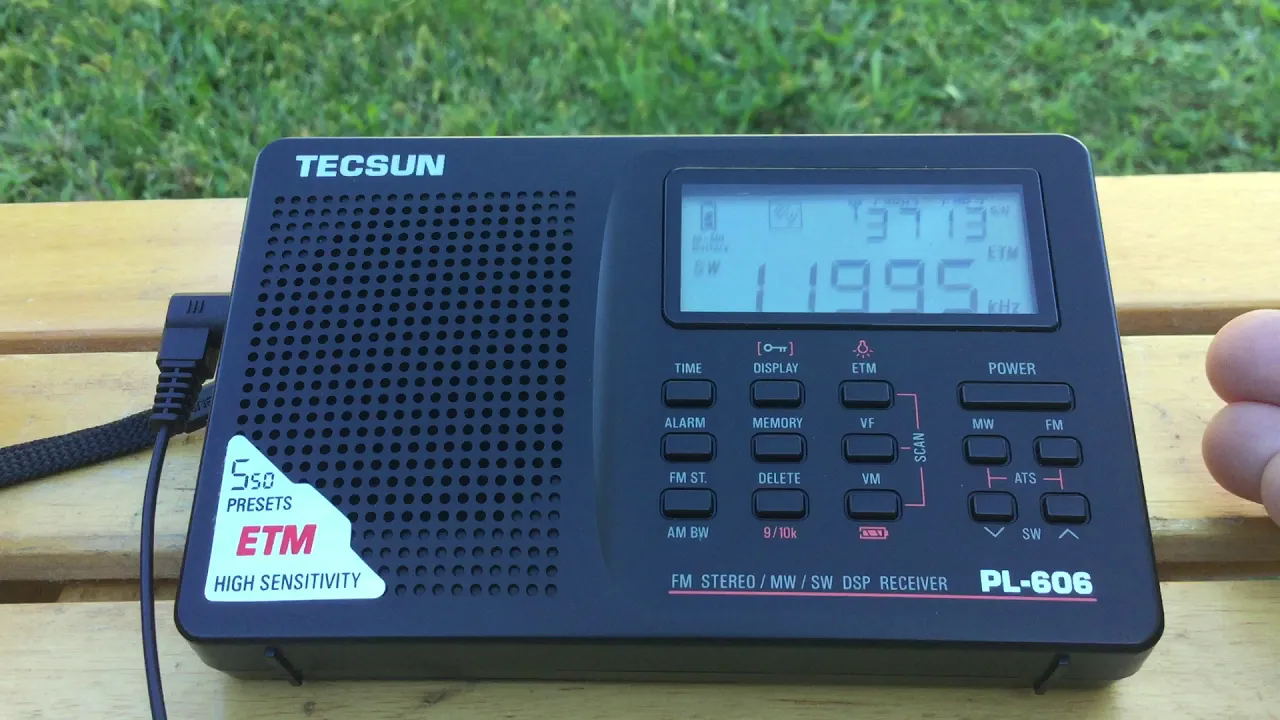 TECSUN
3713
ETM
SW
11995
kHz
TIME
DISPLAY
ETM
POWER
ALARM
MEMORY
VF
MW
FM
SCAN
FM ST.
DELETE
VM
ATS
AM BW
9/10k
SW
550
PRESETS
ETM
HIGH SENSITIVITY
FM STEREO / MW / SW DSP RECEIVER
PL-606